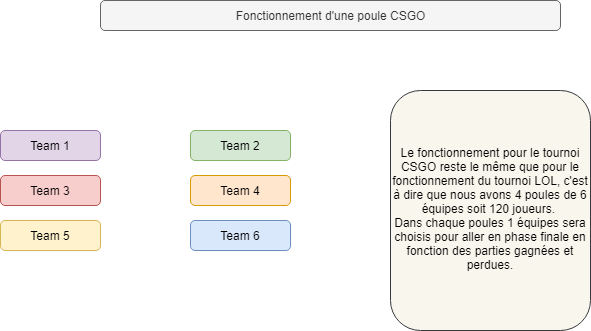 Fonctionnement d'une poule CSGO
Team 1
Team 2
Team 3
Team 4
Team 5
Team 6
Le fonctionnement pour le tournoi
CSGO reste le même que pour le
fonctionnement du tournoi LOL, c'est
à dire que nous avons 4 poules de 6
équipes soit 120 joueurs.
Dans chaque poules 1 équipes sera
choisis pour aller en phase finale en
fonction des parties gagnées et
perdues.